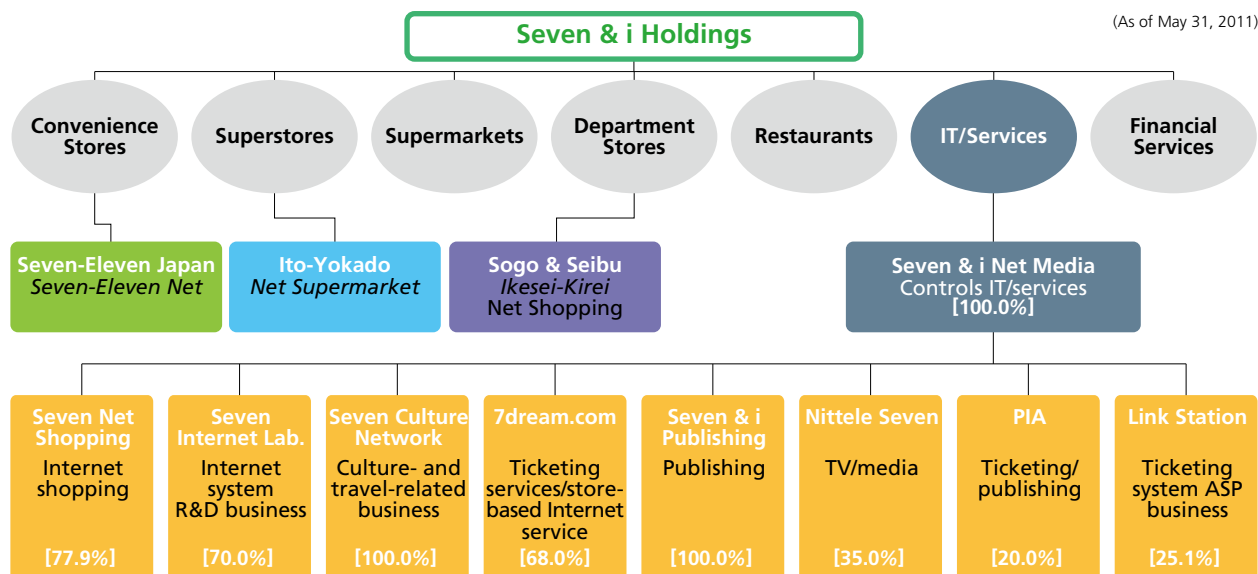 (As of May 31, 2011)
Seven & i Holdings
Convenience
Stores
Superstores
Supermarkets
Department
Stores
Restaurants
IT/Services
Financial
Services
Seven-Eleven Japan
Seven-Eleven Net
Ito-Yokado
Net Supermarket
Sogo & Seibu
Ikesei-Kirei
Net Shopping
Seven & i Net Media
Controls IT/services
[100.0%]
Seven Net
Shopping
Internet
shopping
[77.9%]
Seven
Internet Lab.
Internet
system
R&D business
[70.0%]
Seven Culture
Network
Culture- and
travel-related
business
[100.0%]
7dream.com
Ticketing
services/store-
based Internet
service
[68.0%]
Seven & i
Publishing
Publishing
[100.0%]
Nittele Seven
TV/media
[35.0%]
PIA
Ticketing/
publishing
[20.0%]
Link Station
Ticketing
system ASP
business
[25.1%]